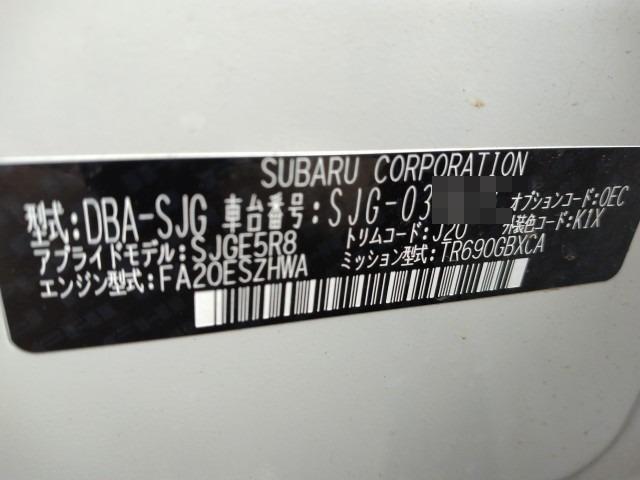 SUBARU CORPORATION
型式:DBA-SJG 車台番号:SJG-03 オプションコード:OEC
アプライドモデル:SJGE5R8 トリムコード:J20 外装色コード:K1X
エンジン型式:FA20ESZHWA ミッション型式:TR690GBXCA